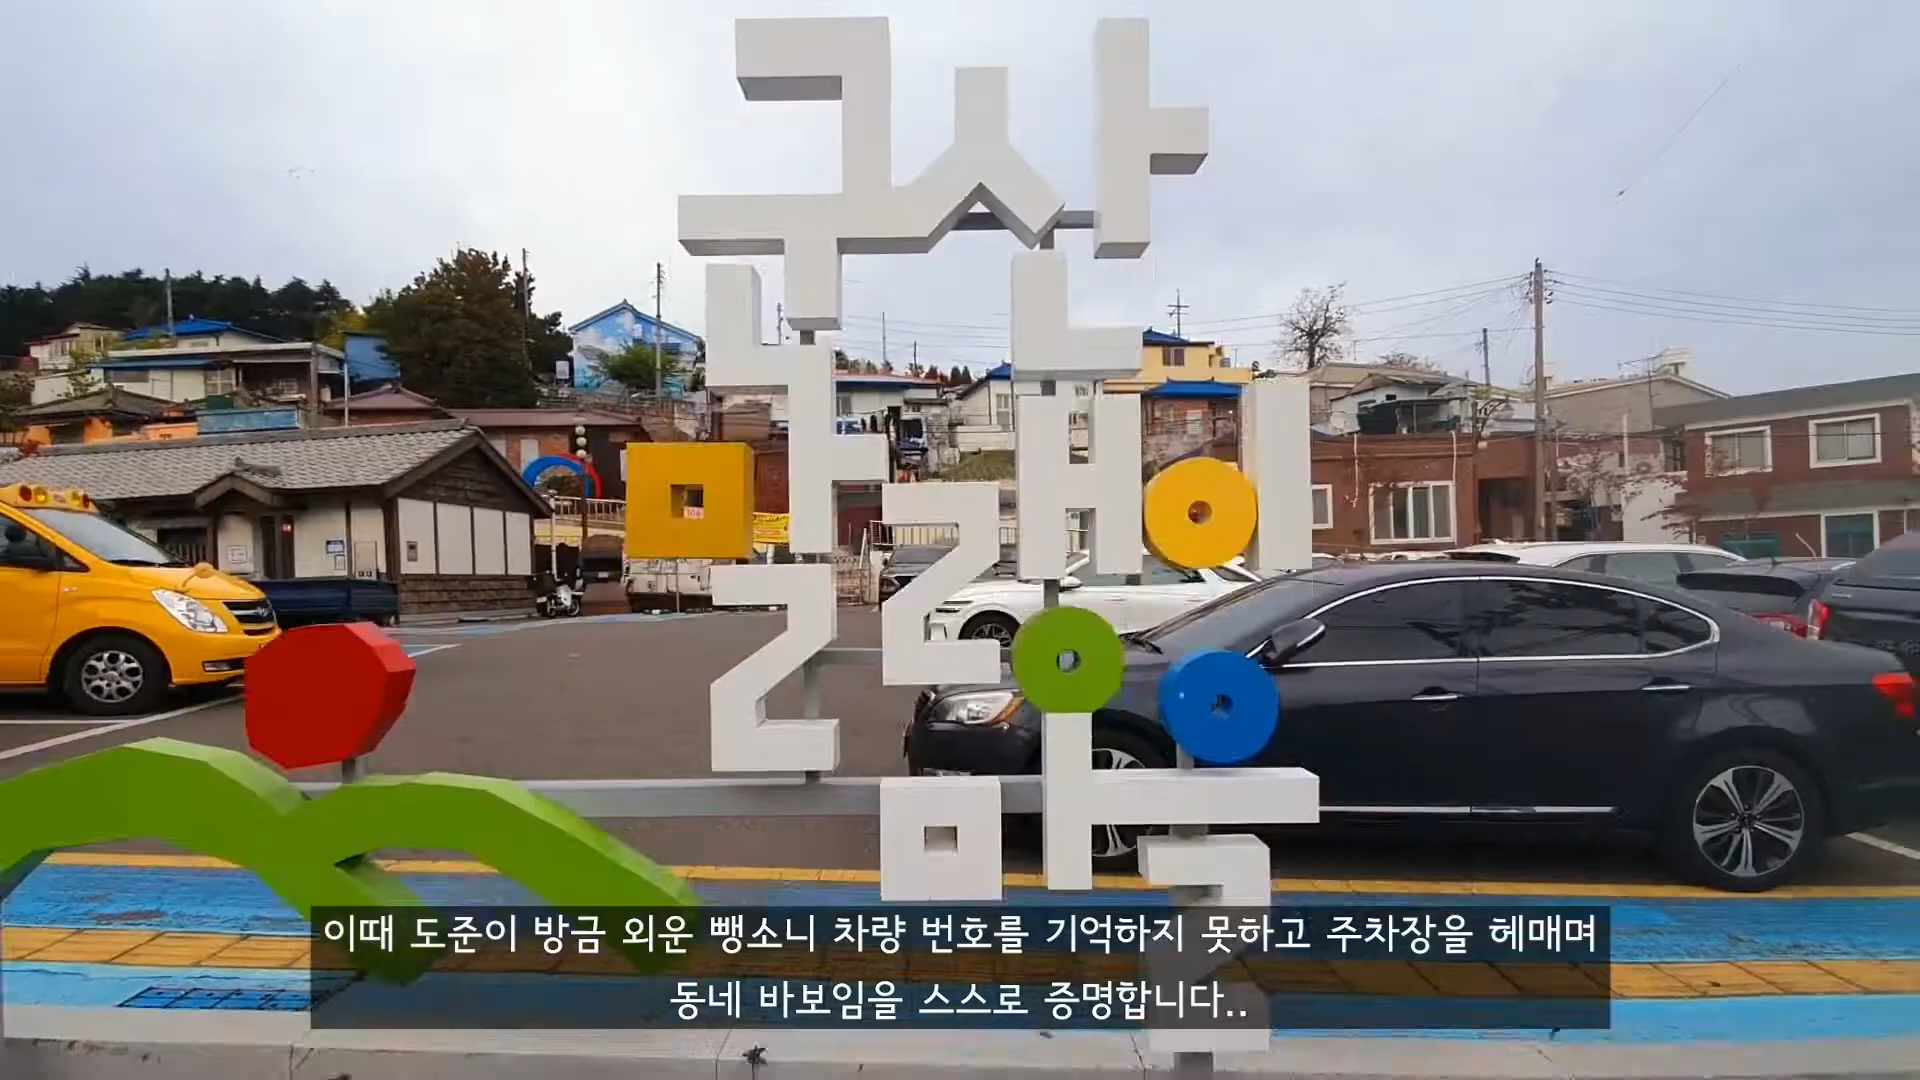 군산
말랭이
마을
이때 도준이 방금 외운 뺑소니 차량 번호를 기억하지 못하고 주차장을 헤매며
동네 바보임을 스스로 증명합니다..